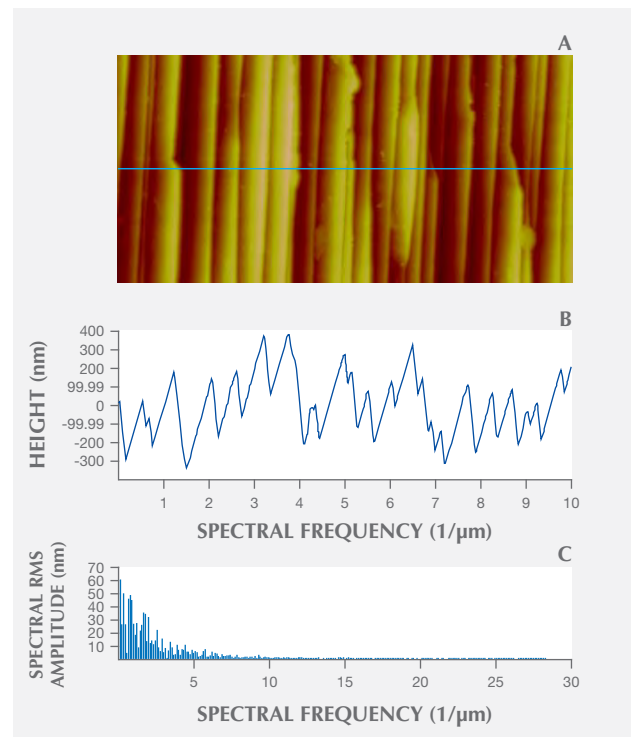 A
B
HEIGHT (nm)
400
300
200
99.99
0
-99.99
-200
-300
1 2 3 4 5 6 7 8 9 10
SPECTRAL FREQUENCY (1/µm)
C
SPECTRAL RMS
AMPLITUDE (nm)
70
60
50
40
30
20
10
5 10 15 20 25 30
SPECTRAL FREQUENCY (1/µm)